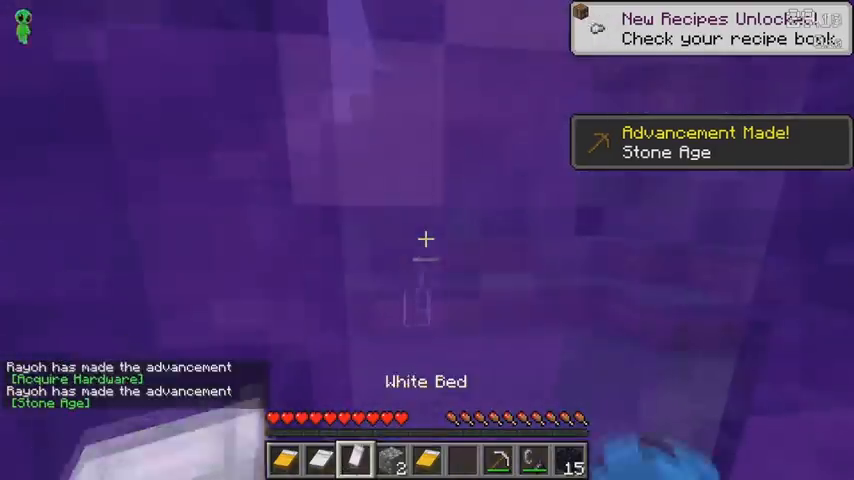 New Recipes Unlocked!
Check your recipe book
Advancement Made!
Stone Age
Rayoh has made the advancement
[Acquire Hardware]
Rayoh has made the advancement
[Stone Age]
White Bed
2
15